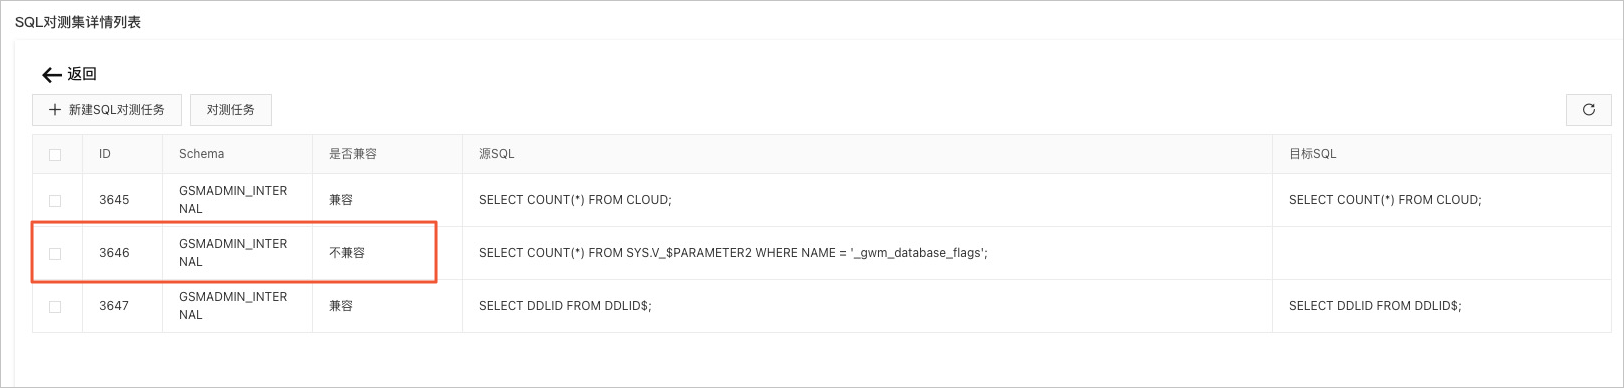 SQL对测集详情列表
返回
新建SQL对测任务 对测任务
ID Schema 是否兼容 源SQL 目标SQL
3645 GSMADMIN_INTER 兼容 SELECT COUNT(*) FROM CLOUD; SELECT COUNT(*) FROM CLOUD;
NAL
3646 GSMADMIN_INTER 不兼容 SELECT COUNT(*) FROM SYS.V_$PARAMETER2 WHERE NAME = '_gwm_database_flags';
NAL
3647 GSMADMIN_INTER 兼容 SELECT DDLID FROM DDLID$; SELECT DDLID FROM DDLID$;
NAL